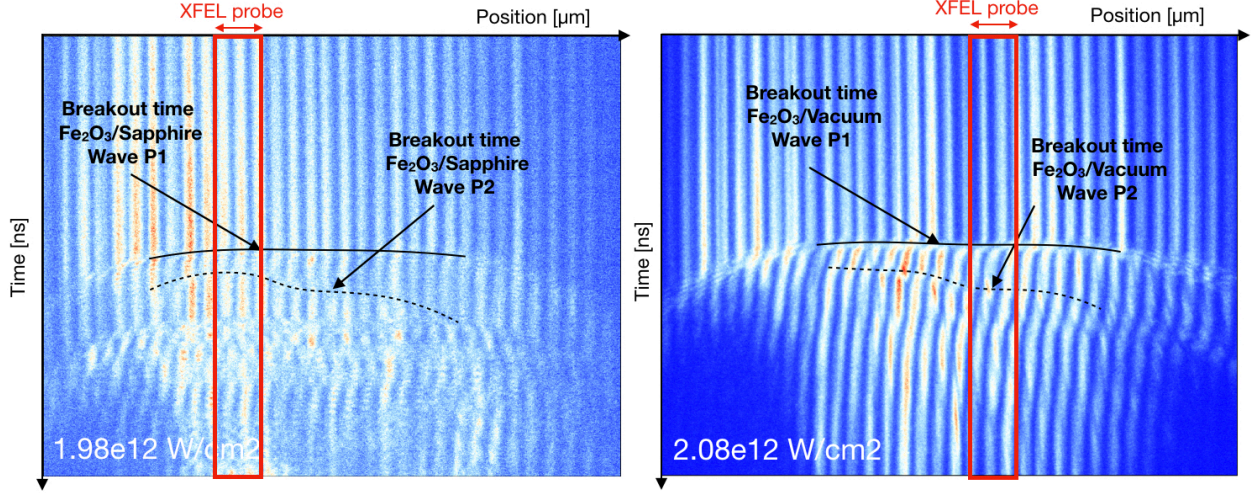 XFEL probe
Position [µm]
Breakout time
Fe₂O₃/Sapphire
Wave P1
Breakout time
Fe₂O₃/Sapphire
Wave P2
Time [ns]
1.98e12 W/cm2
XFEL probe
Position [µm]
Breakout time
Fe₂O₃/Vacuum
Wave P1
Breakout time
Fe₂O₃/Vacuum
Wave P2
Time [ns]
2.08e12 W/cm2